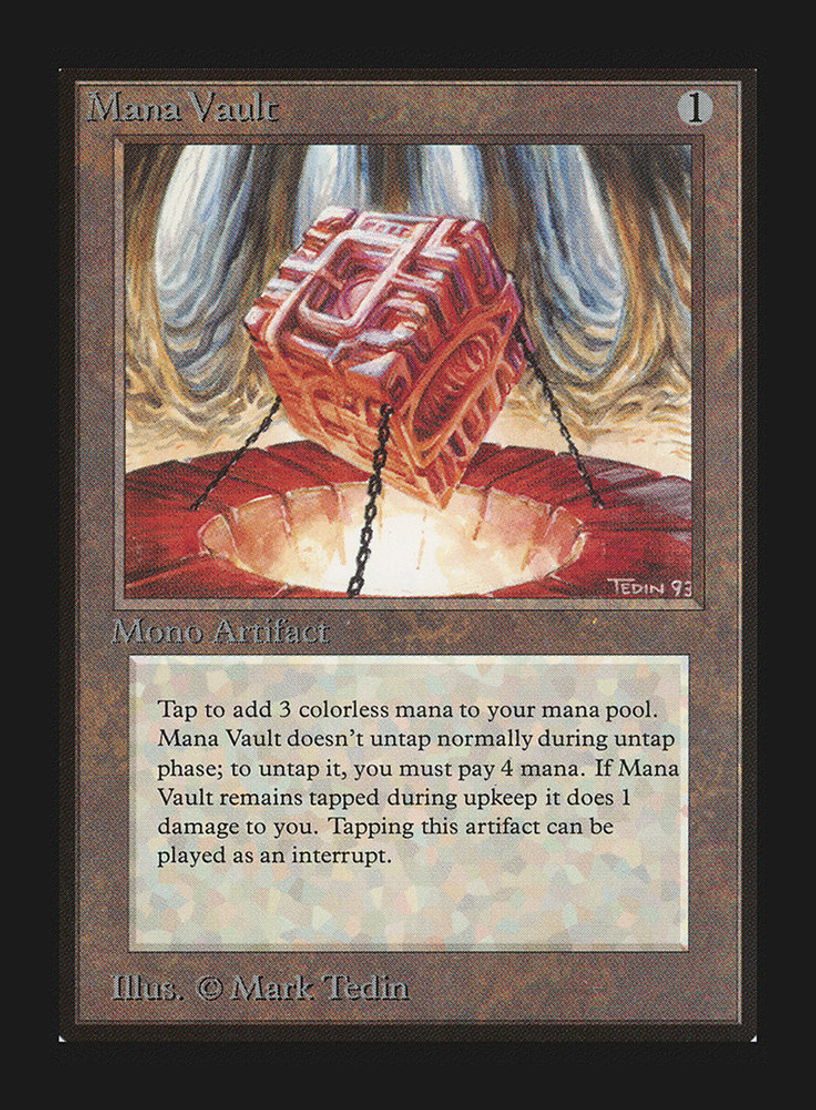 Mana Vault 1
TEDIN 93
Mono Artifact
Tap to add 3 colorless mana to your mana pool.
Mana Vault doesn't untap normally during untap
phase; to untap it, you must pay 4 mana. If Mana
Vault remains tapped during upkeep it does 1
damage to you. Tapping this artifact can be
played as an interrupt.
Illus. © Mark Tedin